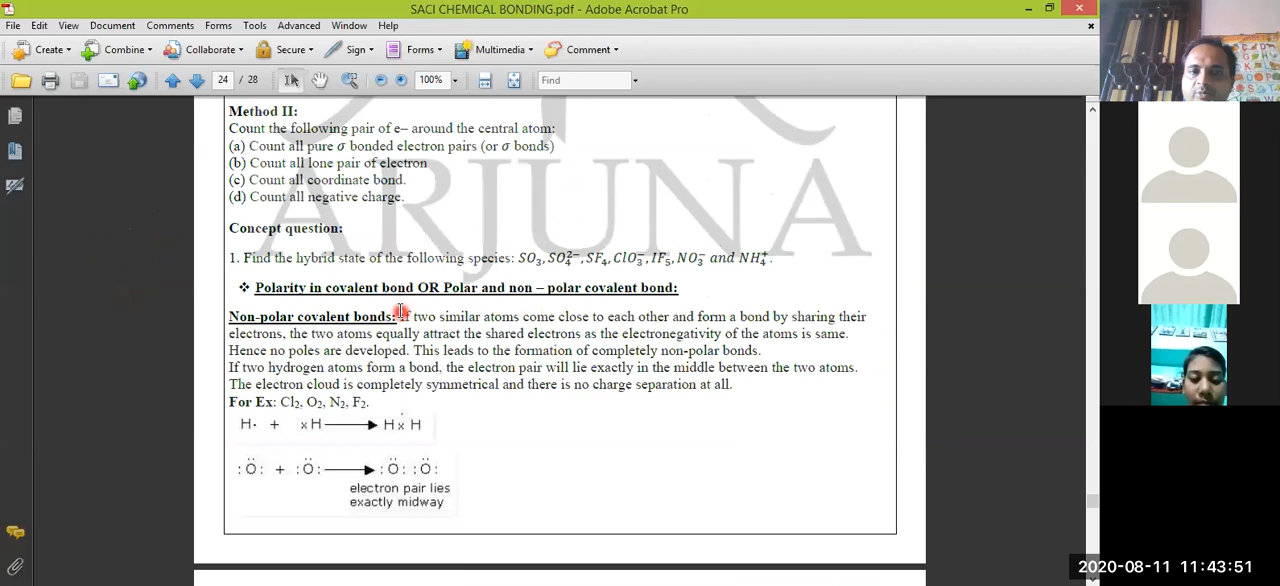 SACI CHEMICAL BONDING.pdf - Adobe Acrobat Pro
File Edit View Document Comments Forms Tools Advanced Window Help
Create Combine Collaborate Secure Sign Forms Multimedia Comment
24 / 28 100% Find
Method II:
Count the following pair of e– around the central atom:
(a) Count all pure σ bonded electron pairs (or σ bonds)
(b) Count all lone pair of electron
(c) Count all coordinate bond.
(d) Count all negative charge.
ARJUNA
Concept question:
1. Find the hybrid state of the following species: SO₃, SO₄²⁻, SF₄, ClO₃⁻, IF₅, NO₃⁻ and NH₄⁺.
❖ Polarity in covalent bond OR Polar and non – polar covalent bond:
Non-polar covalent bonds: If two similar atoms come close to each other and form a bond by sharing their
electrons, the two atoms equally attract the shared electrons as the electronegativity of the atoms is same.
Hence no poles are developed. This leads to the formation of completely non-polar bonds.
If two hydrogen atoms form a bond, the electron pair will lie exactly in the middle between the two atoms.
The electron cloud is completely symmetrical and there is no charge separation at all.
For Ex: Cl₂, O₂, N₂, F₂.
H· + xH → H ẋ H
:Ö: + :Ö: → :Ö: :Ö:
electron pair lies
exactly midway
2020-08-11 11:43:51